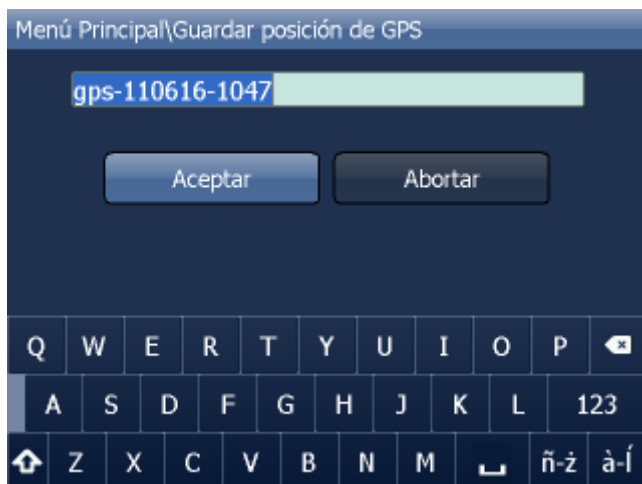 Menú Principal\Guardar posición de GPS
gps-110616-1047
Aceptar Abortar
Q W E R T Y U I O P
A S D F G H J K L 123
Z X C V B N M ñ-ż à-Í